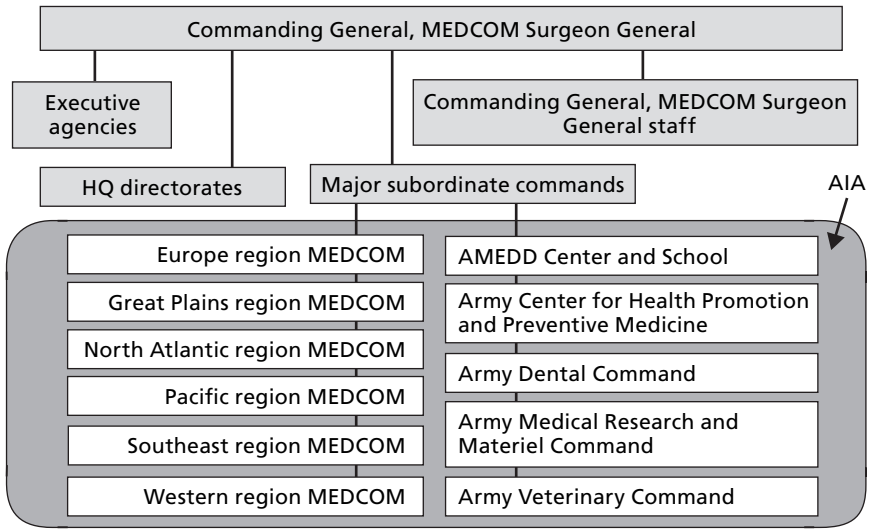 Commanding General, MEDCOM Surgeon General
Executive
agencies
Commanding General, MEDCOM Surgeon
General staff
HQ directorates
Major subordinate commands
AIA
Europe region MEDCOM
Great Plains region MEDCOM
North Atlantic region MEDCOM
Pacific region MEDCOM
Southeast region MEDCOM
Western region MEDCOM
AMEDD Center and School
Army Center for Health Promotion
and Preventive Medicine
Army Dental Command
Army Medical Research and
Materiel Command
Army Veterinary Command